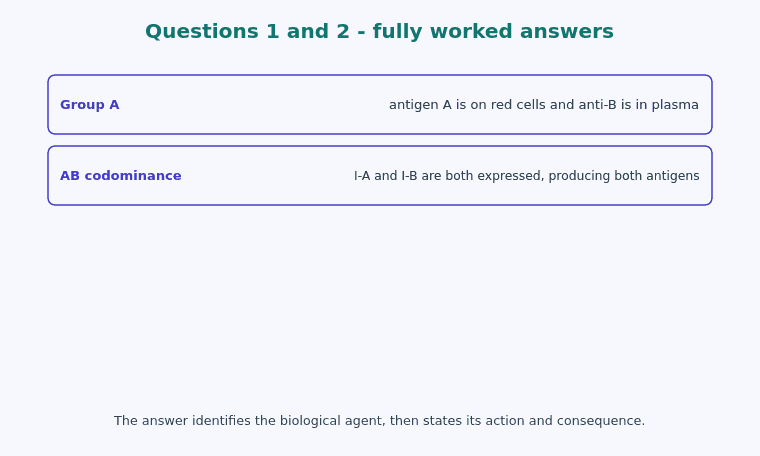 Questions 1 and 2 - fully worked answers
Group A antigen A is on red cells and anti-B is in plasma
AB codominance I-A and I-B are both expressed, producing both antigens
The answer identifies the biological agent, then states its action and consequence.